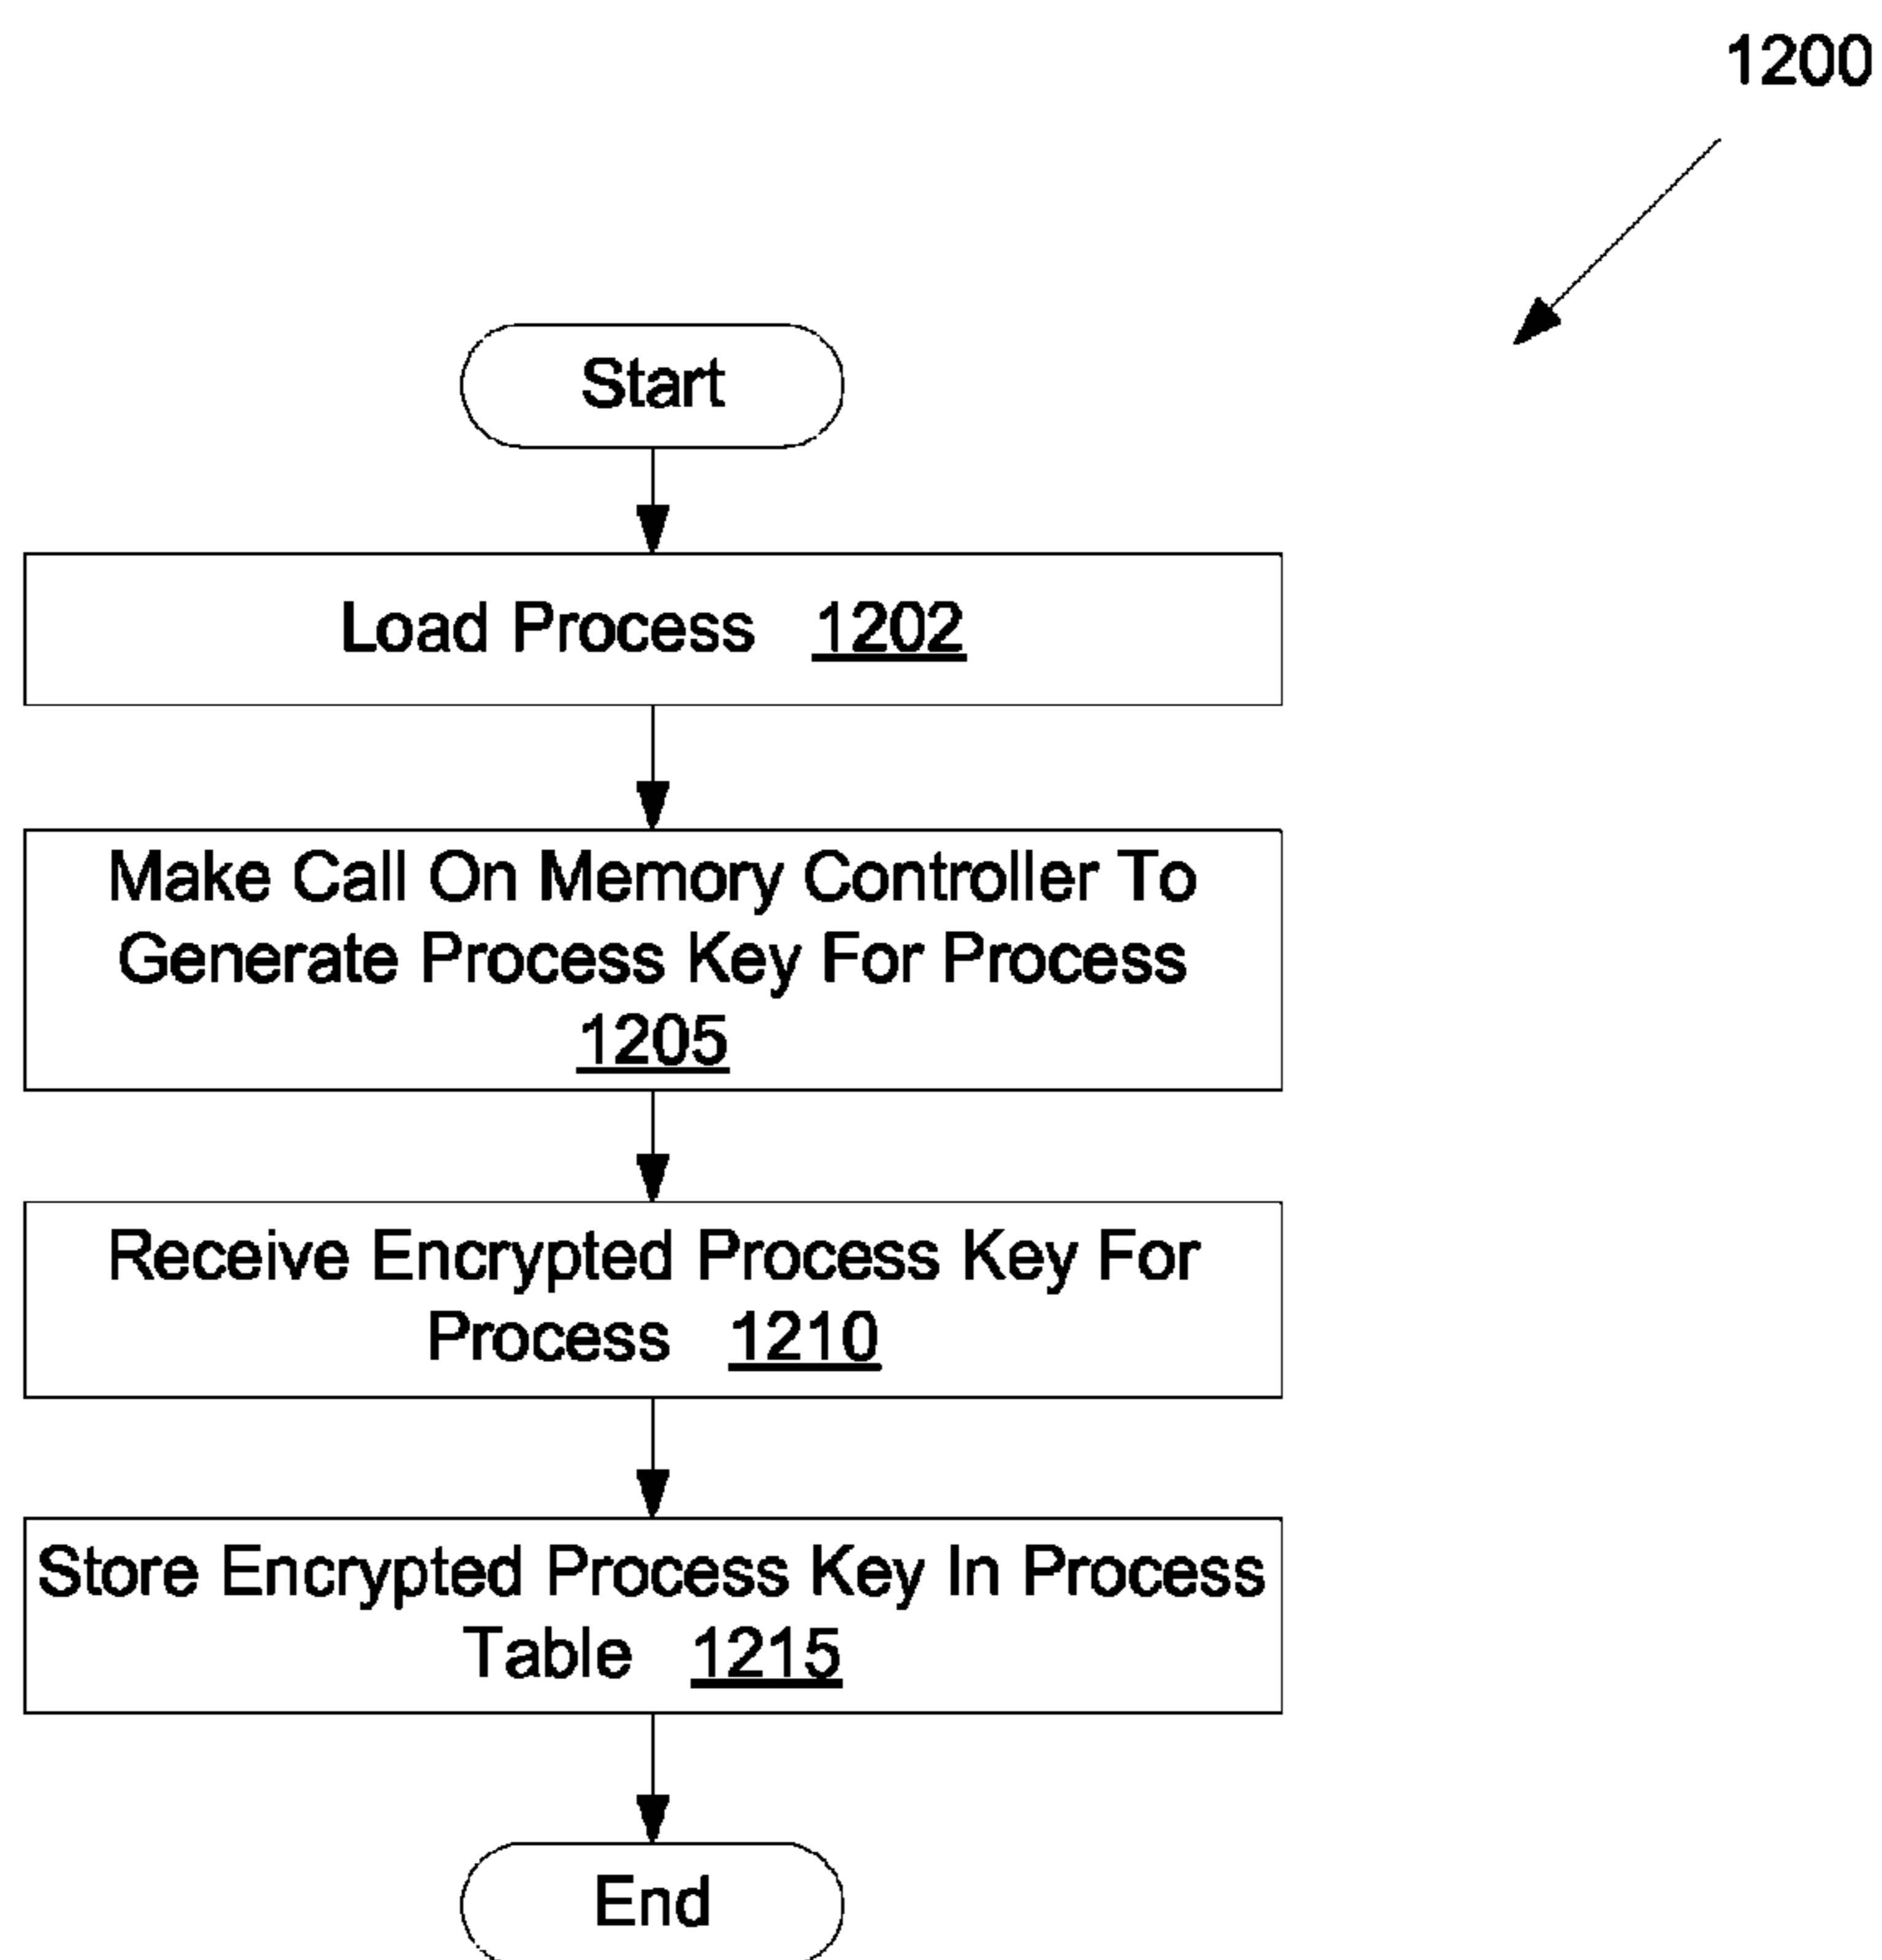 1200
Start
Load Process 1202
Make Call On Memory Controller To
Generate Process Key For Process
1205
Receive Encrypted Process Key For
Process 1210
Store Encrypted Process Key In Process
Table 1215
End